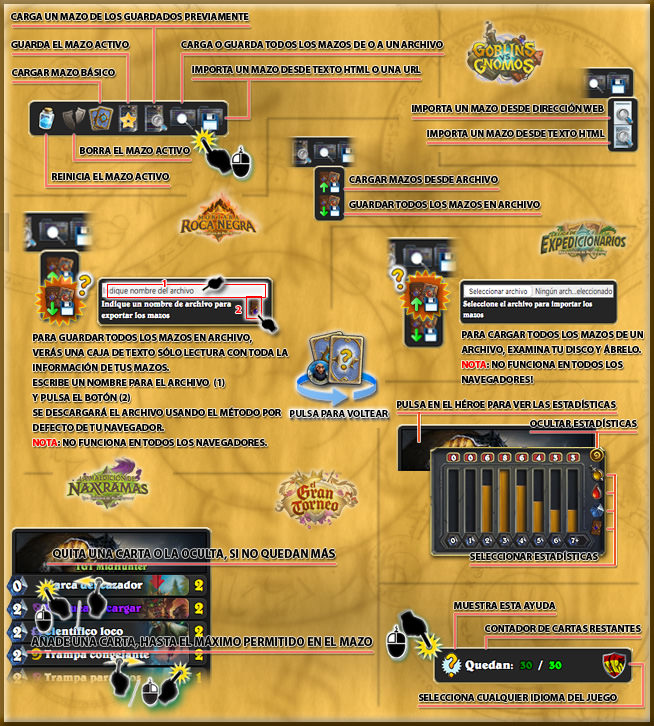 CARGA UN MAZO DE LOS GUARDADOS PREVIAMENTE
GUARDA EL MAZO ACTIVO
CARGA O GUARDA TODOS LOS MAZOS DE O A UN ARCHIVO
CARGAR MAZO BÁSICO
IMPORTA UN MAZO DESDE TEXTO HTML O UNA URL
BORRA EL MAZO ACTIVO
REINICIA EL MAZO ACTIVO
GOBLINS
GNOMOS
IMPORTA UN MAZO DESDE DIRECCIÓN WEB
IMPORTA UN MAZO DESDE TEXTO HTML
CARGAR MAZOS DESDE ARCHIVO
GUARDAR TODOS LOS MAZOS EN ARCHIVO
ROCA NEGRA
EXPEDICIONARIOS
?
1
dique nombre del archivo
2
Indique un nombre de archivo para
exportar los mazos
?
Seleccionar archivo
Ningún arch...eleccionado
Seleccione el archivo para importar los
mazos
PARA GUARDAR TODOS LOS MAZOS EN ARCHIVO,
VERÁS UNA CAJA DE TEXTO SÓLO LECTURA CON TODA LA
INFORMACIÓN DE TUS MAZOS.
ESCRIBE UN NOMBRE PARA EL ARCHIVO (1)
Y PULSA EL BOTÓN (2)
SE DESCARGARÁ EL ARCHIVO USANDO EL MÉTODO POR
DEFECTO DE TU NAVEGADOR.
NOTA: NO FUNCIONA EN TODOS LOS NAVEGADORES.
?
PULSA PARA VOLTEAR
PARA CARGAR TODOS LOS MAZOS DE UN
ARCHIVO, EXAMINA TU DISCO Y ÁBRELO.
NOTA: NO FUNCIONA EN TODOS LOS
NAVEGADORES!
PULSA EN EL HÉROE PARA VER LAS ESTADÍSTICAS
OCULTAR ESTADÍSTICAS
0 0 6 8 6 4 3 3
0 1 2 3 4 5 6 7+
SELECCIONAR ESTADÍSTICAS
LA MALDICIÓN DE
NAXXRAMAS
el
Gran
Torneo
QUITA UNA CARTA O LA OCULTA, SI NO QUEDAN MÁS
TGT MidHunter
0 arca del cazador 2
2 cargar 2
2 científico loco 2
AÑADE UNA CARTA, HASTA EL MÁXIMO PERMITIDO EN EL MAZO
2 Trampa congelante 2
MUESTRA ESTA AYUDA
CONTADOR DE CARTAS RESTANTES
? Quedan: 30 / 30
SELECCIONA CUALQUIER IDIOMA DEL JUEGO